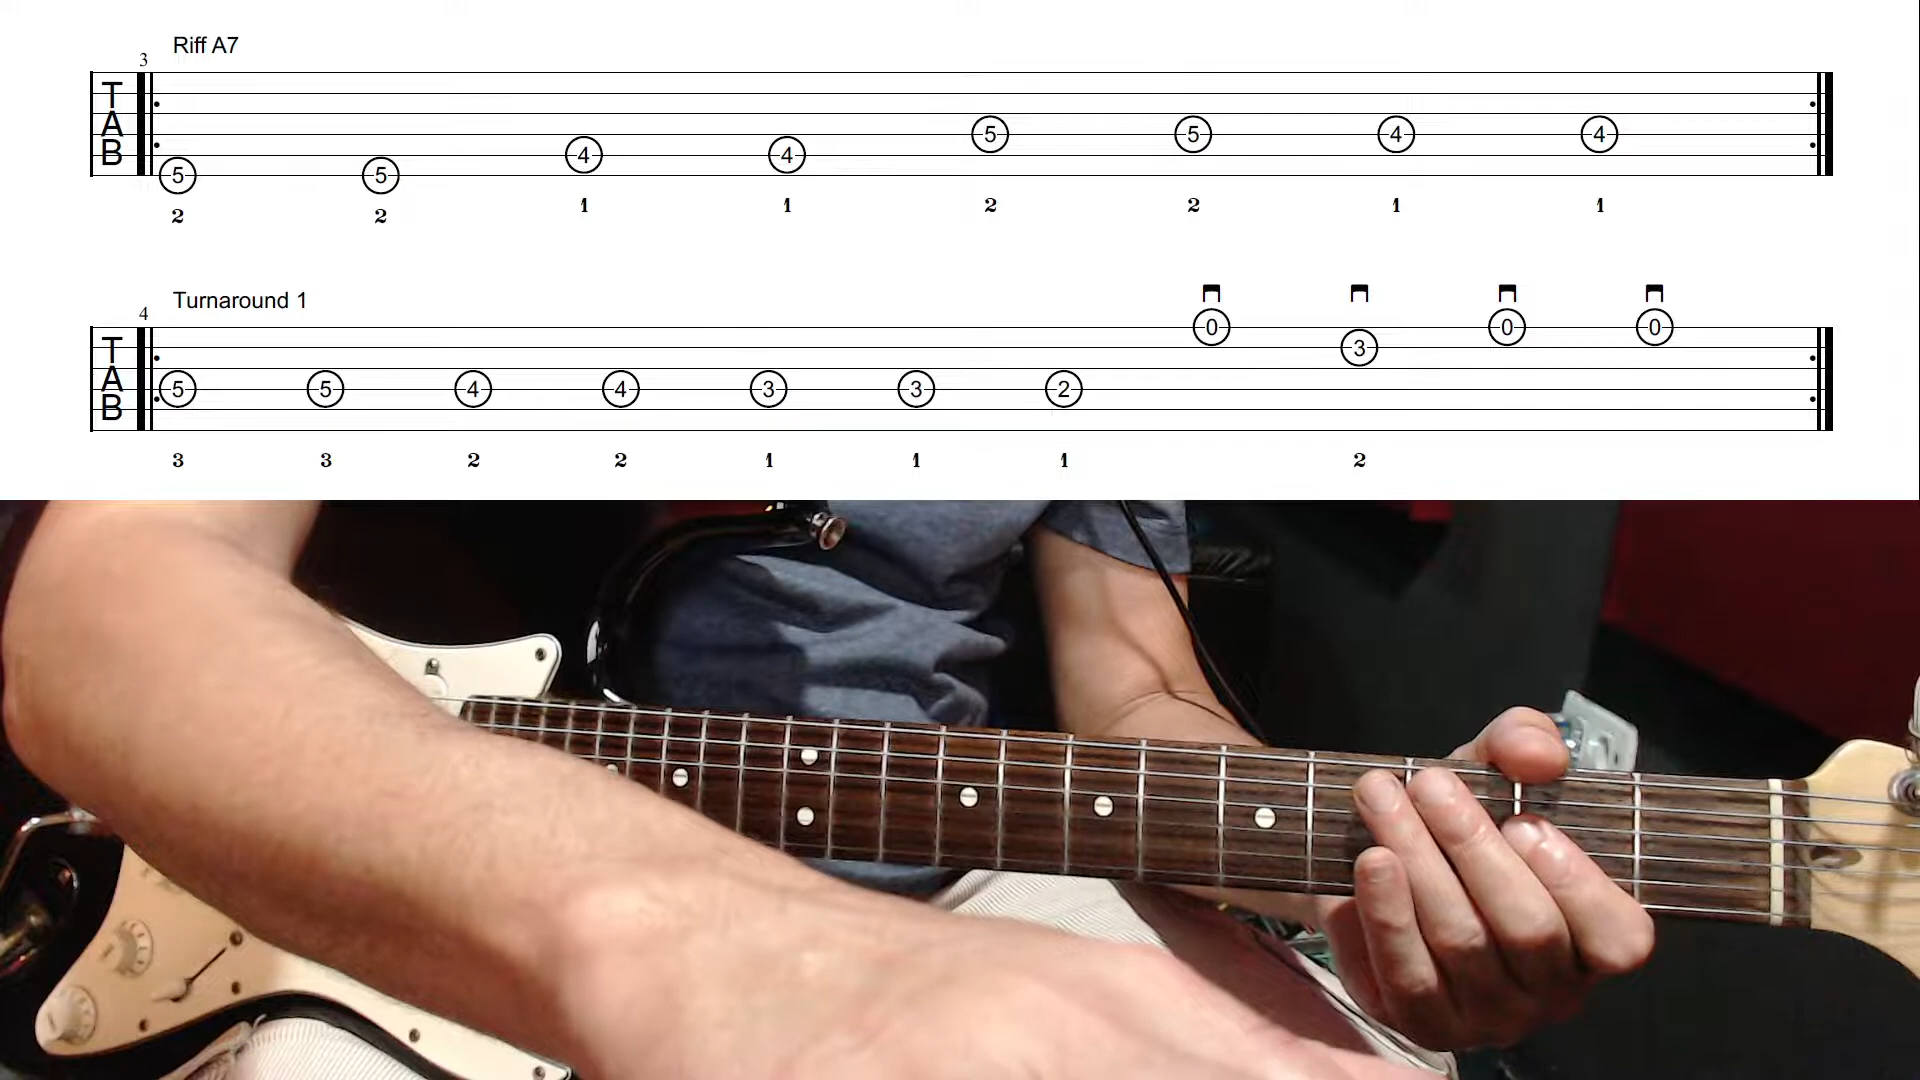 Riff A7
3
T
A
B
5 5 4 4 5 5 4 4
2 2 1 1 2 2 1 1
Turnaround 1
4
T
A
B
5 5 4 4 3 3 2 0 3 0 0
3 3 2 2 1 1 1 2